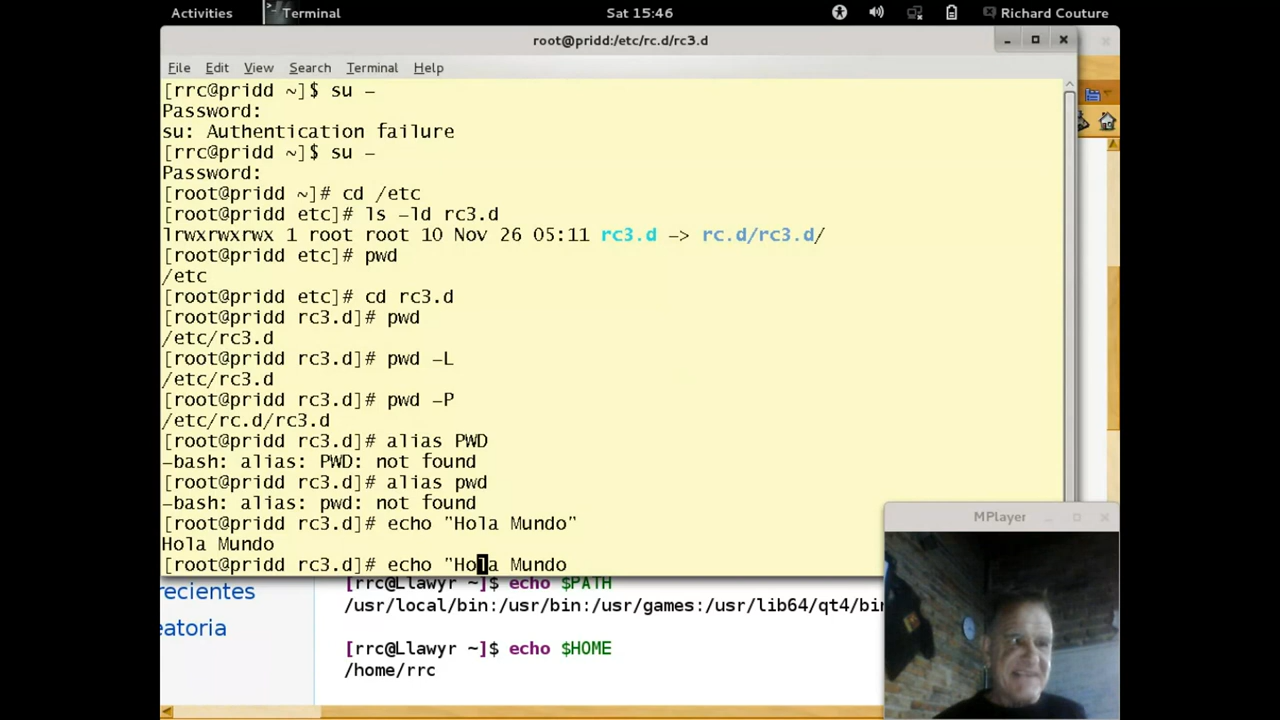 Activities Terminal Sat 15:46 Richard Couture
root@pridd:/etc/rc.d/rc3.d
File Edit View Search Terminal Help
[rrc@pridd ~]$ su -
Password:
su: Authentication failure
[rrc@pridd ~]$ su -
Password:
[root@pridd ~]# cd /etc
[root@pridd etc]# ls -ld rc3.d
lrwxrwxrwx 1 root root 10 Nov 26 05:11 rc3.d -> rc.d/rc3.d/
[root@pridd etc]# pwd
/etc
[root@pridd etc]# cd rc3.d
[root@pridd rc3.d]# pwd
/etc/rc3.d
[root@pridd rc3.d]# pwd -L
/etc/rc3.d
[root@pridd rc3.d]# pwd -P
/etc/rc.d/rc3.d
[root@pridd rc3.d]# alias PWD
-bash: alias: PWD: not found
[root@pridd rc3.d]# alias pwd
-bash: alias: pwd: not found
[root@pridd rc3.d]# echo "Hola Mundo"
Hola Mundo
[root@pridd rc3.d]# echo "Hola Mundo
MPlayer
recientes
eatoria
[rrc@Llawyr ~]$ echo $PATH
/usr/local/bin:/usr/bin:/usr/games:/usr/lib64/qt4/bin
[rrc@Llawyr ~]$ echo $HOME
/home/rrc